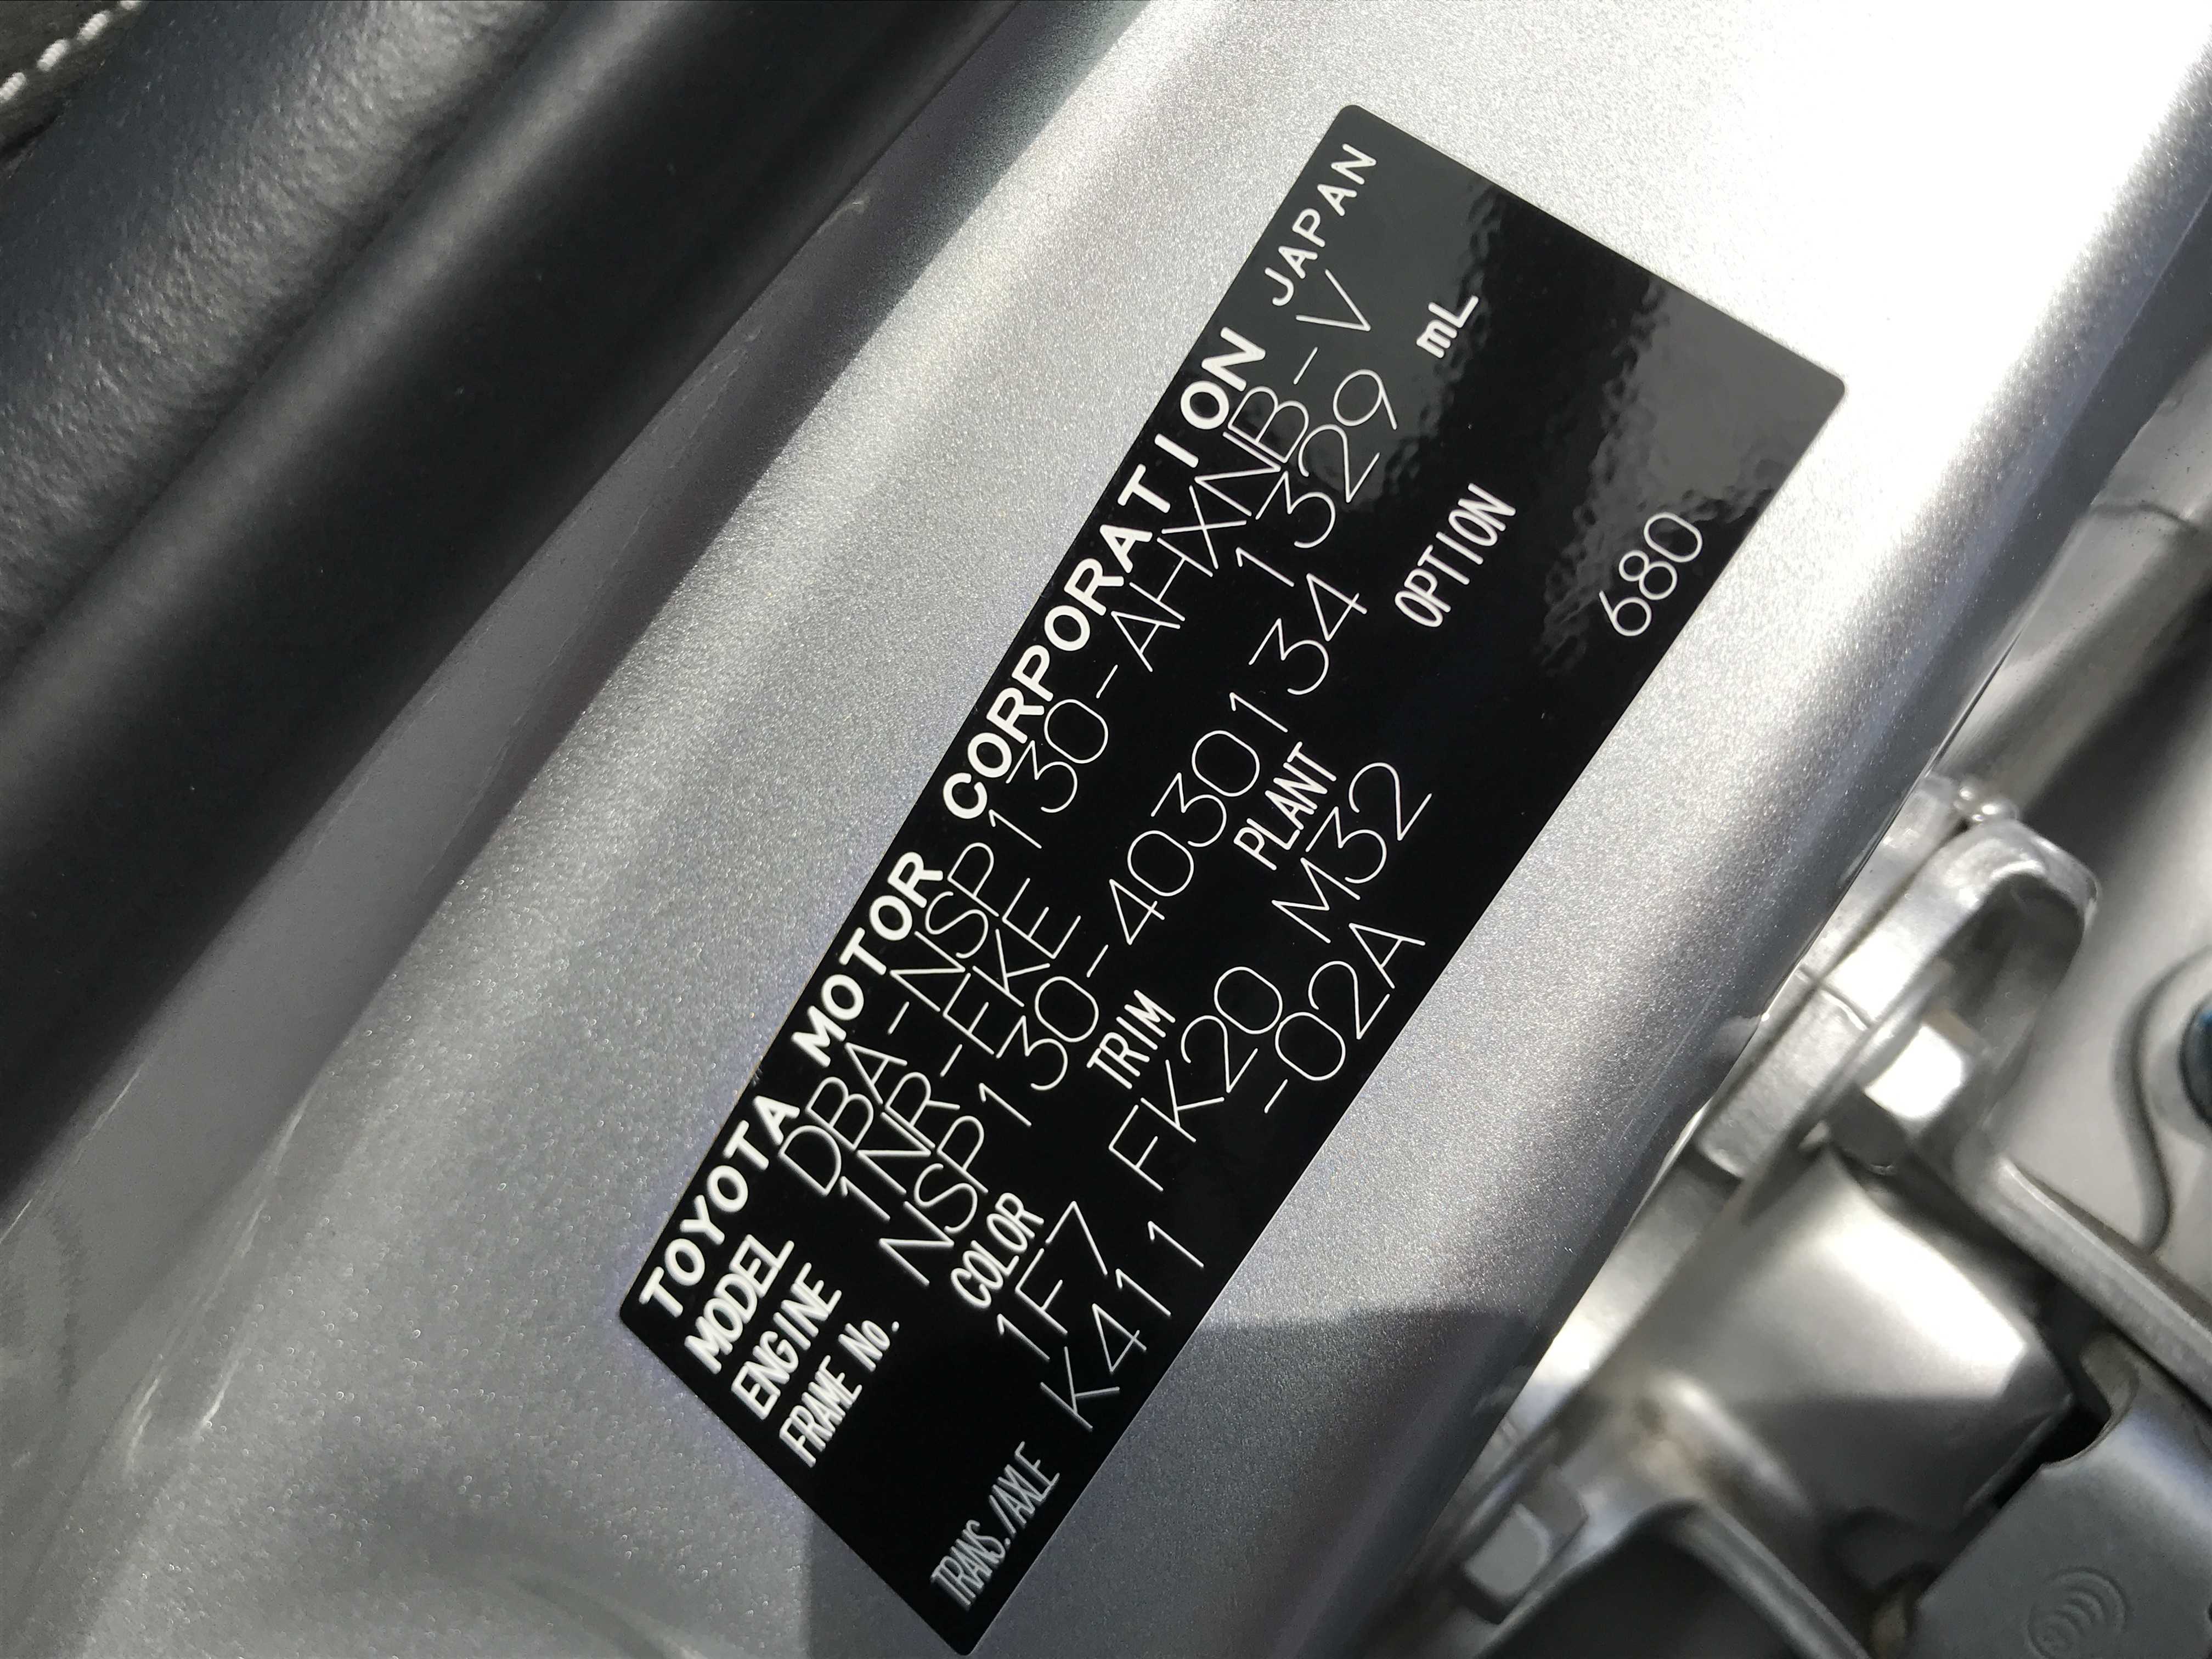 TOYOTA MOTOR CORPORATION JAPAN
MODEL DBA-NSP130-AHXNB-V
ENGINE 1NR-FKE 1329 mL
FRAME No. NSP130-4030134
COLOR TRIM PLANT OPTION
1F7 FK20 M32 680
TRANS./AXLE K411 -02A